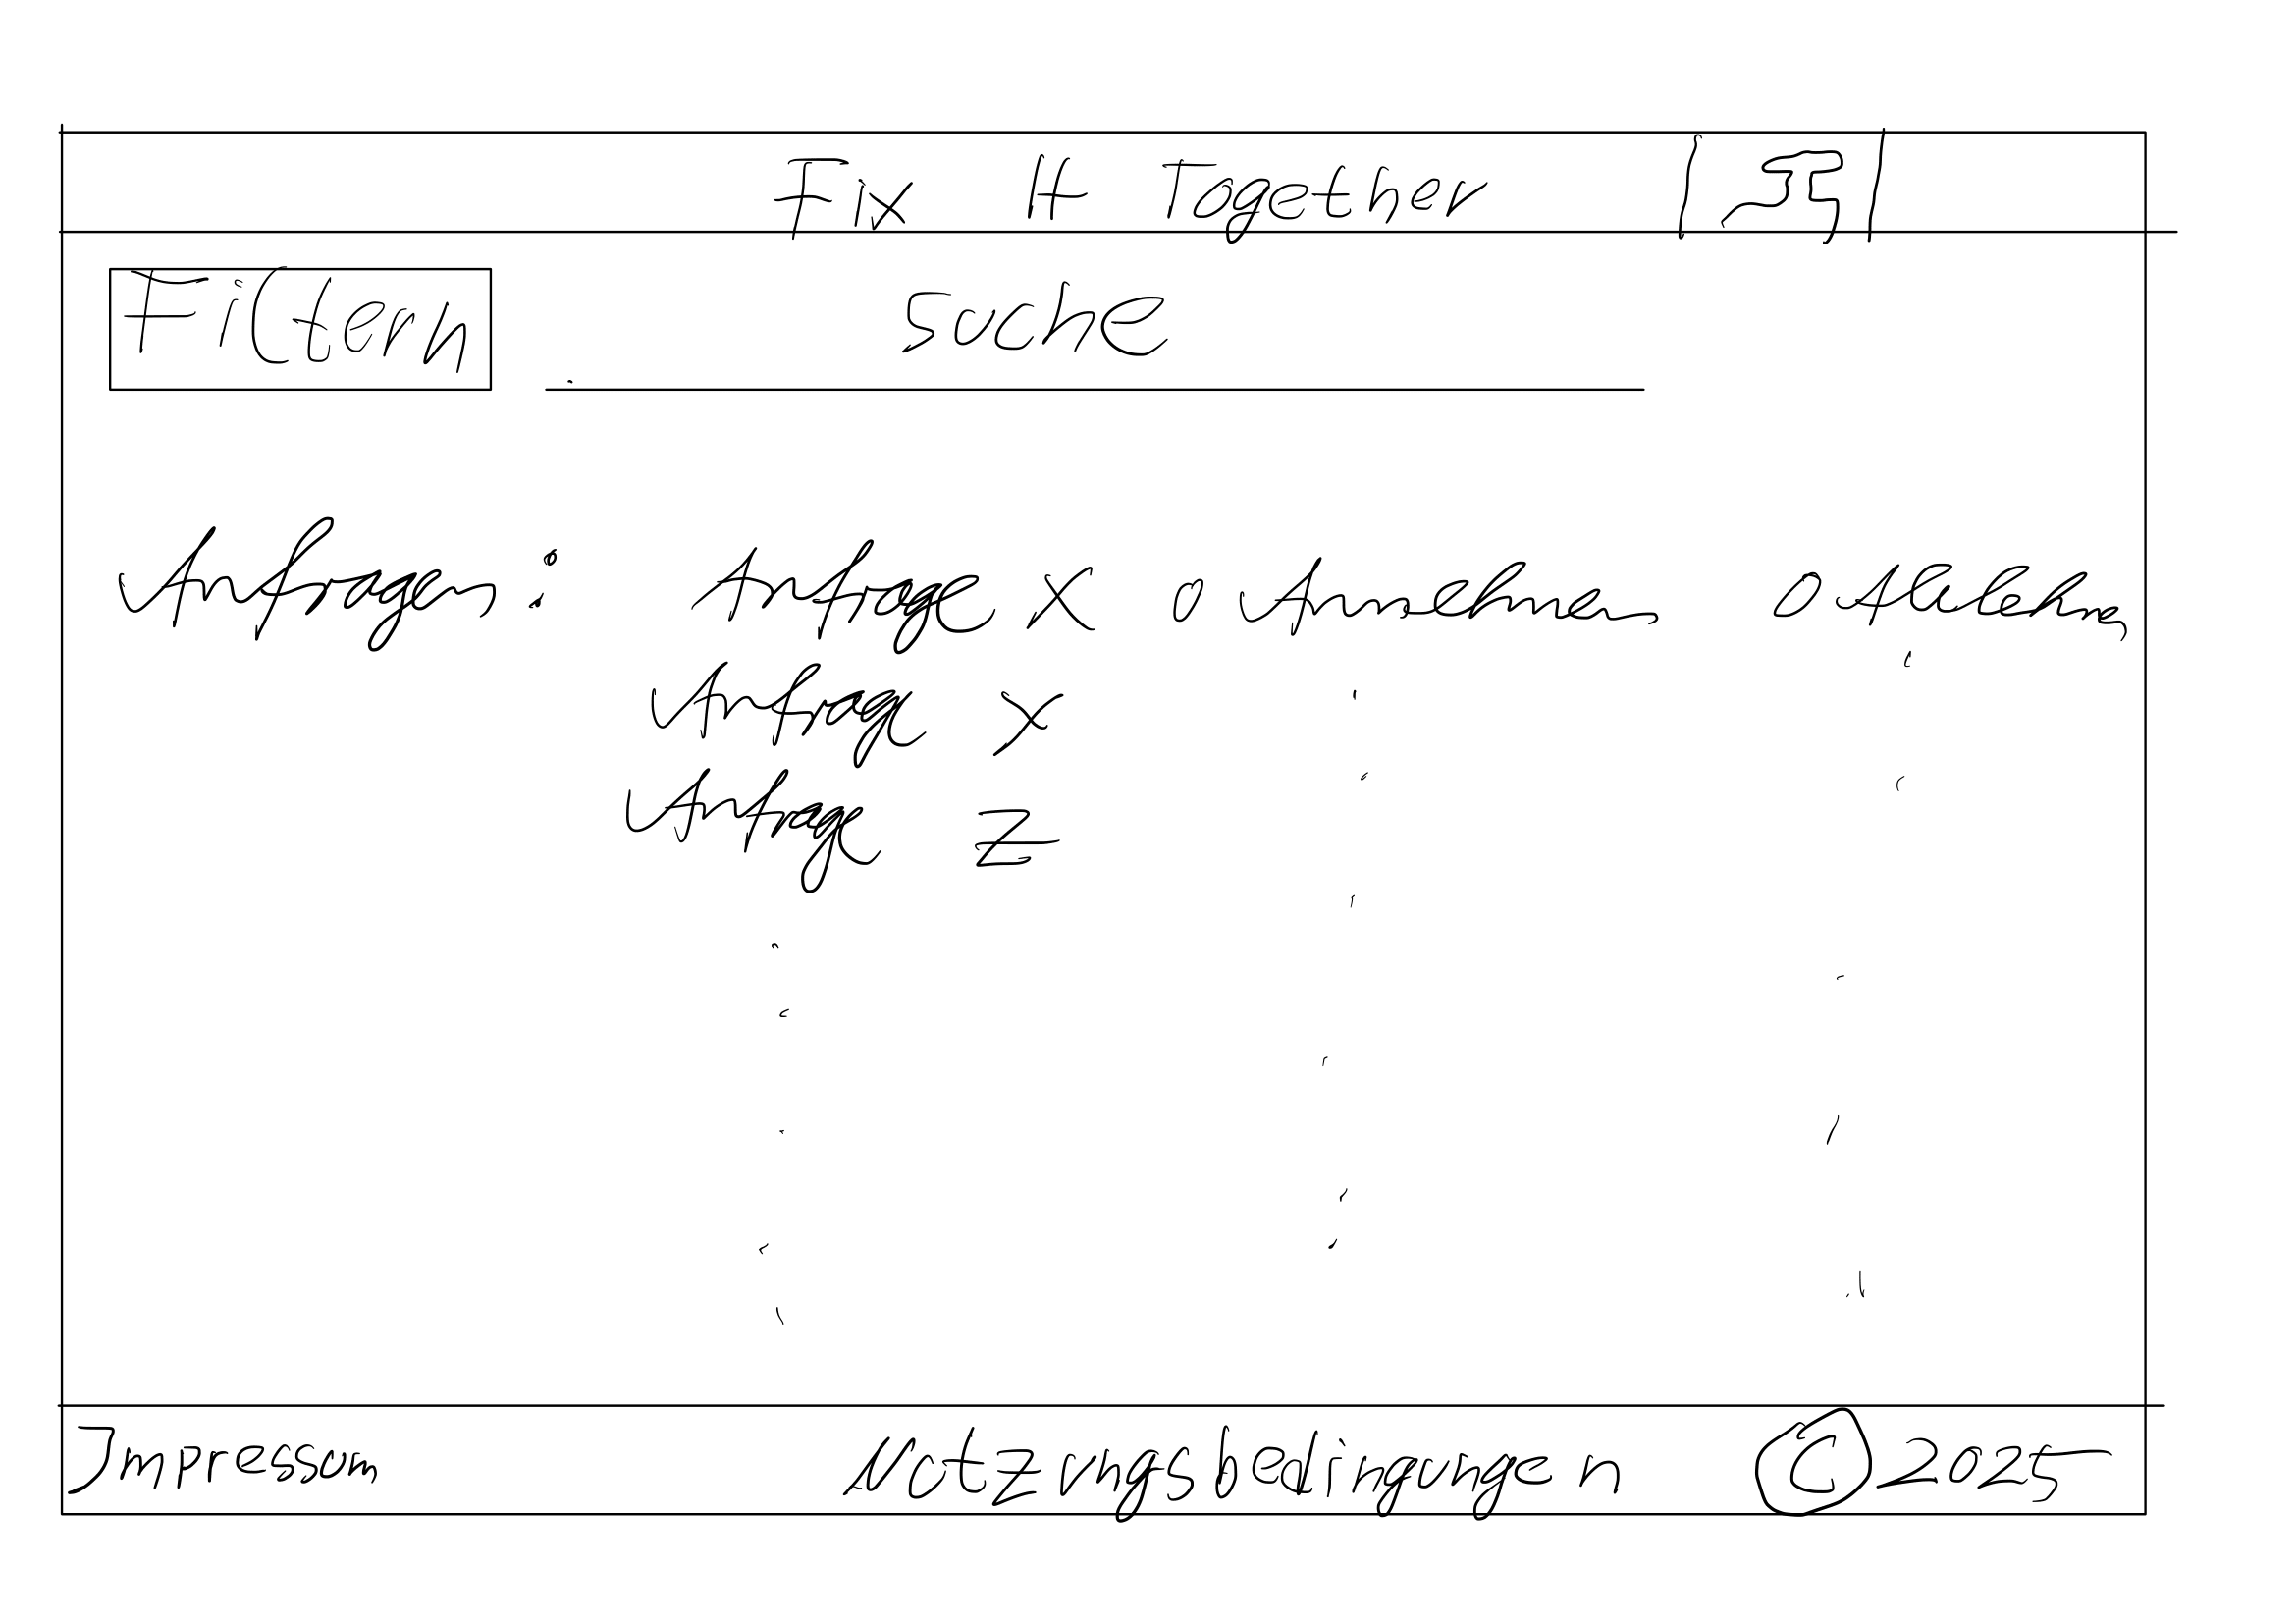 Fix It Together
Filtern
Suche
Anfragen: Anfrage X o Annehmen o Ablehnen
Anfrage X
Anfrage Z
Impressum Nutzungsbedingungen © 2025